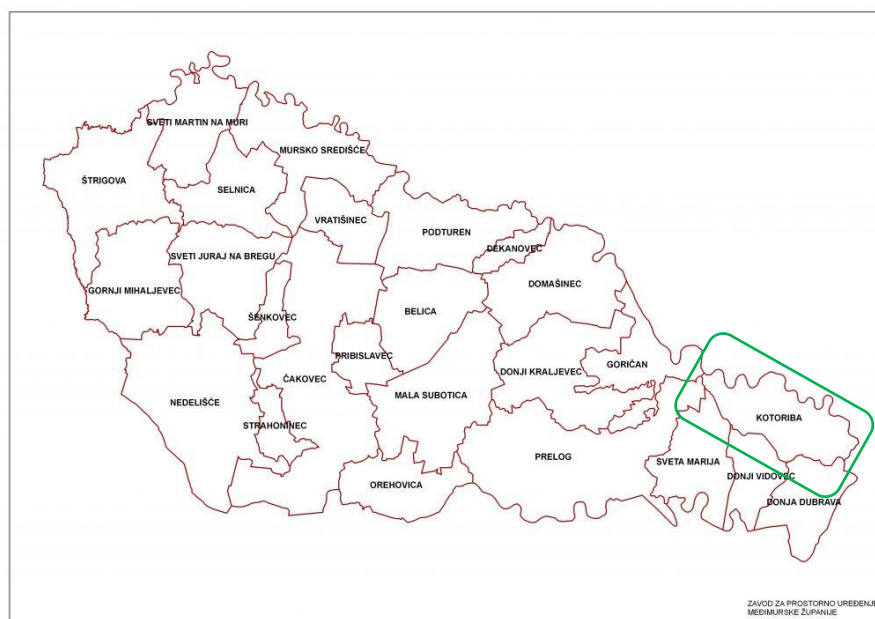 SVETI MARTIN NA MURI
MURSKO SREDIŠĆE
ŠTRIGOVA
SELNICA
VRATIŠINEC
PODTUREN
DEKANOVEC
SVETI JURAJ NA BREGU
DOMAŠINEC
GORNJI MIHALJEVEC
BELICA
ŠENKOVEC
PRIBISLAVEC
GORIČAN
DONJI KRALJEVEC
ČAKOVEC
MALA SUBOTICA
NEDELIŠĆE
KOTORIBA
STRAHONINEC
PRELOG
SVETA MARIJA
DONJI VIDOVEC
OREHOVICA
DONJA DUBRAVA
ZAVOD ZA PROSTORNO UREĐENJE
MEĐIMURSKE ŽUPANIJE